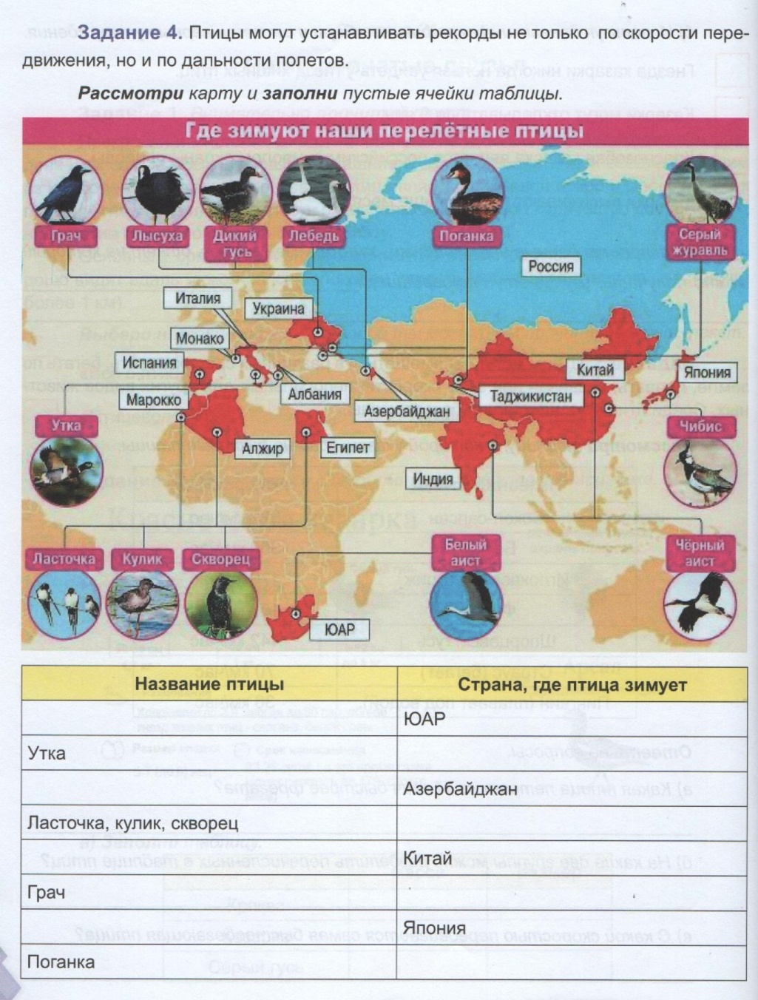 Задание 4. Птицы могут устанавливать рекорды не только по скорости пере-
движения, но и по дальности полетов.
Рассмотри карту и заполни пустые ячейки таблицы.
Где зимуют наши перелётные птицы
Грач
Лысуха
Дикий
гусь
Лебедь
Поганка
Серый
журавль
Россия
Италия
Украина
Монако
Испания
Китай
Япония
Марокко
Албания
Таджикистан
Азербайджан
Утка
Чибис
Алжир
Египет
Индия
Ласточка
Кулик
Скворец
Белый
аист
Чёрный
аист
ЮАР
Название птицы Страна, где птица зимует
ЮАР
Утка
Азербайджан
Ласточка, кулик, скворец
Китай
Грач
Япония
Поганка